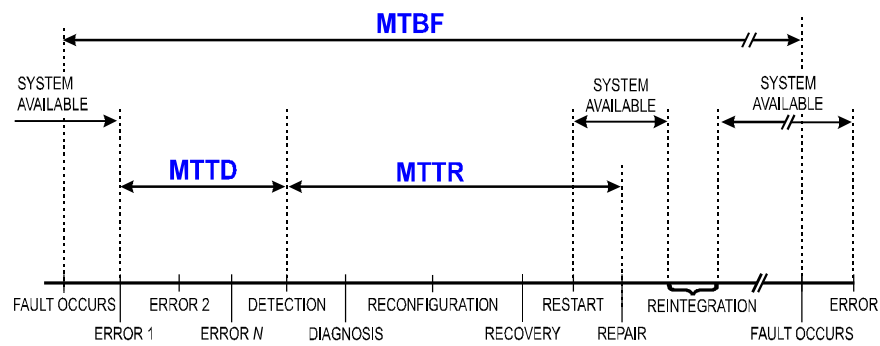 MTBF
SYSTEM
AVAILABLE
SYSTEM
AVAILABLE
SYSTEM
AVAILABLE
MTTD
MTTR
FAULT OCCURS
ERROR 2
DETECTION
RECONFIGURATION
RESTART
REINTEGRATION
ERROR
ERROR 1
ERROR N
DIAGNOSIS
RECOVERY
REPAIR
FAULT OCCURS